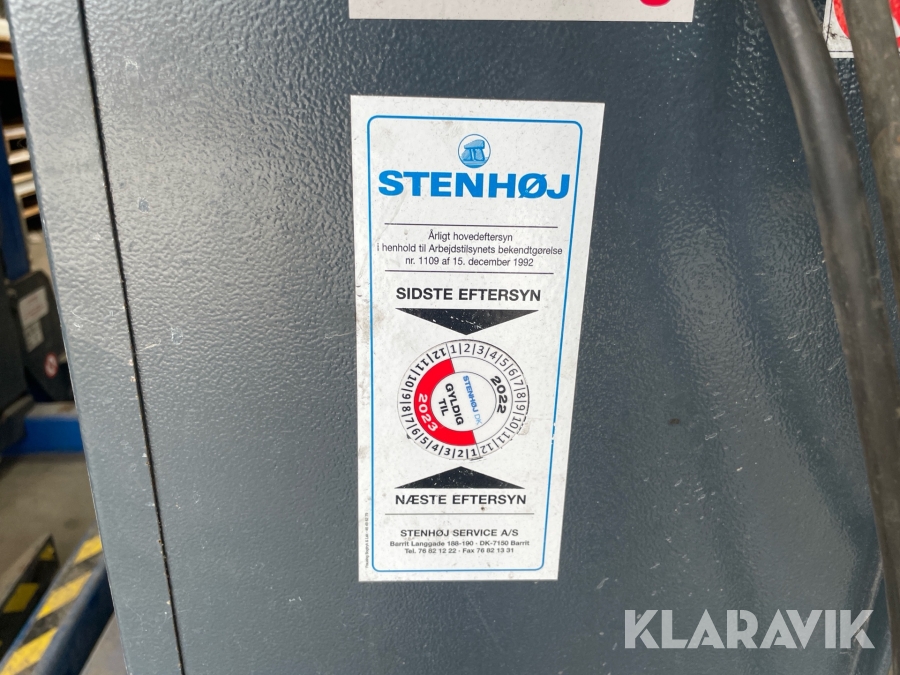 STENHØJ
Årligt hovedeftersyn
i henhold til Arbejdstilsynets bekendtgørelse
nr. 1109 af 15. december 1992
SIDSTE EFTERSYN
1 2 3 4 5 6 7 8 9 10 11 12
2022
STENHØJ.DK
GYLDIG
TIL
2023
1 2 3 4 5 6 7 8 9 10 11 12
NÆSTE EFTERSYN
STENHØJ SERVICE A/S
Barrit Langgade 188-190 · DK-7150 Barrit
Tel. 76 82 12 22 · Fax 76 82 13 31
KLARAVIK